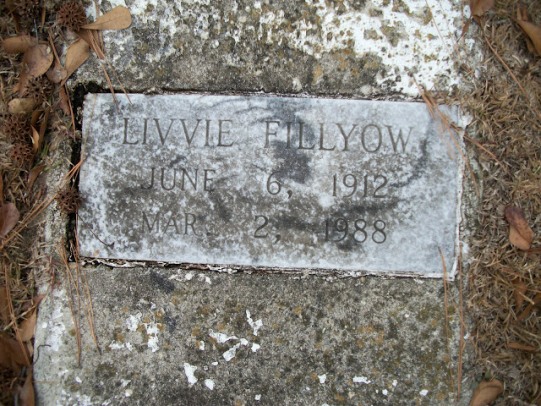 LIVVIE FILLYOW
JUNE 6, 1912
MAR. 2, 1988